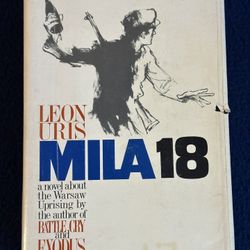 LEON
URIS
MILA 18
a novel about
the Warsaw
Uprising by
the author of
BATTLE CRY
and
EXODUS